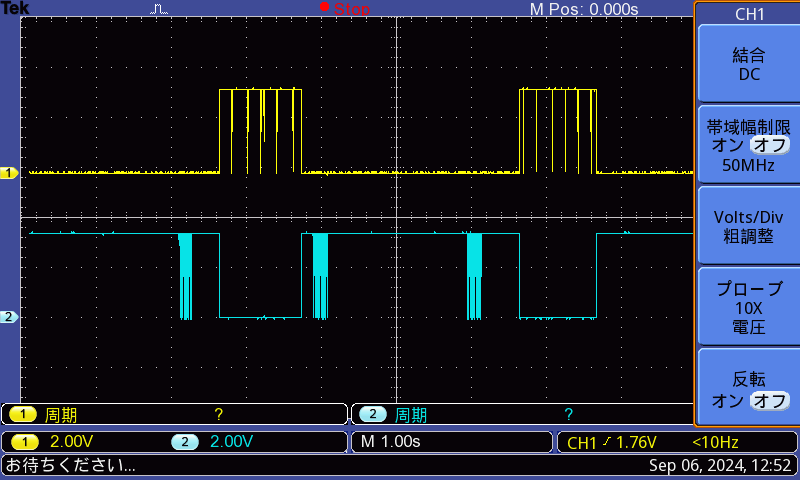 Tek Stop M Pos: 0.000s CH1
結合
DC
帯域幅制限
オン オフ
50MHz
Volts/Div
粗調整
プローブ
10X
電圧
反転
オン オフ
1
2
1 周期 ? 2 周期 ?
1 2.00V 2 2.00V M 1.00s CH1 1.76V <10Hz
お待ちください... Sep 06, 2024, 12:52